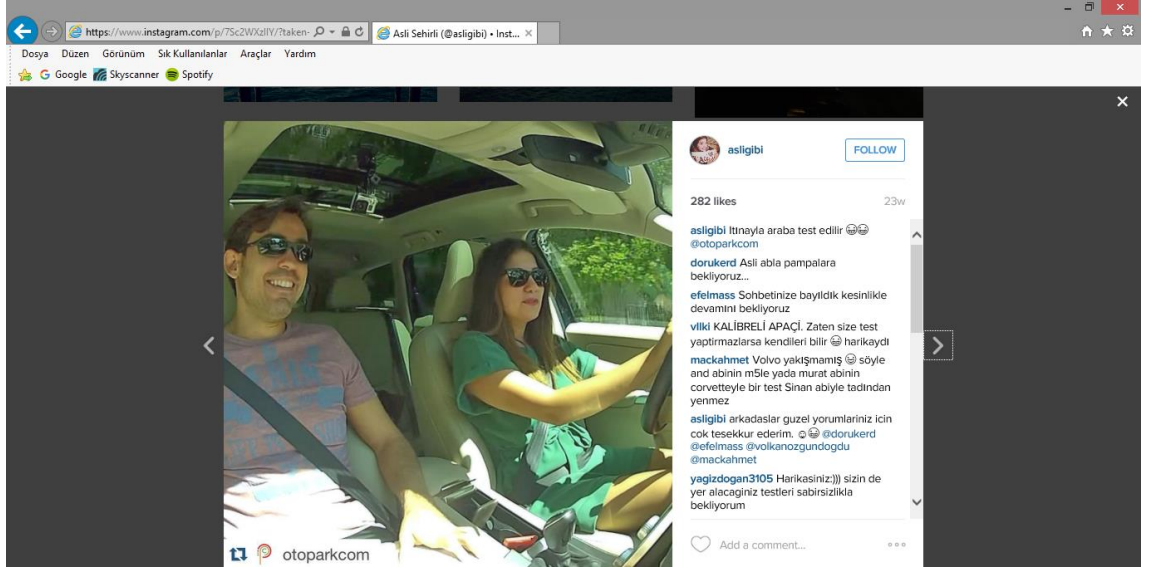 https://www.instagram.com/p/7Sc2WXzlIY/?taken-
Asli Sehirli (@asligibi) • Inst...
Dosya Düzen Görünüm Sık Kullanılanlar Araçlar Yardım
Google Skyscanner Spotify
asligibi
FOLLOW
282 likes
23w
asligibi Itınayla araba test edilir 😂😂
@otoparkcom
dorukerd Asli abla pampalara
bekliyoruz...
efelmass Sohbetinize bayıldık kesinlikle
devamını bekliyoruz
vllki KALİBRELİ APAÇİ. Zaten size test
yaptirmazlarsa kendileri bilir 😂 harikaydı
mackahmet Volvo yakışmamış 😂 söyle
and abinin m5le yada murat abinin
corvetteyle bir test Sinan abiyle tadından
yenmez
asligibi arkadaslar guzel yorumlariniz icin
cok tesekkur ederim. ☺😂 @dorukerd
@efelmass @volkanozgundogdu
@mackahmet
yagizdogan3105 Harikasiniz:))) sizin de
yer alacaginiz testleri sabirsizlikla
bekliyorum
Add a comment...
otoparkcom